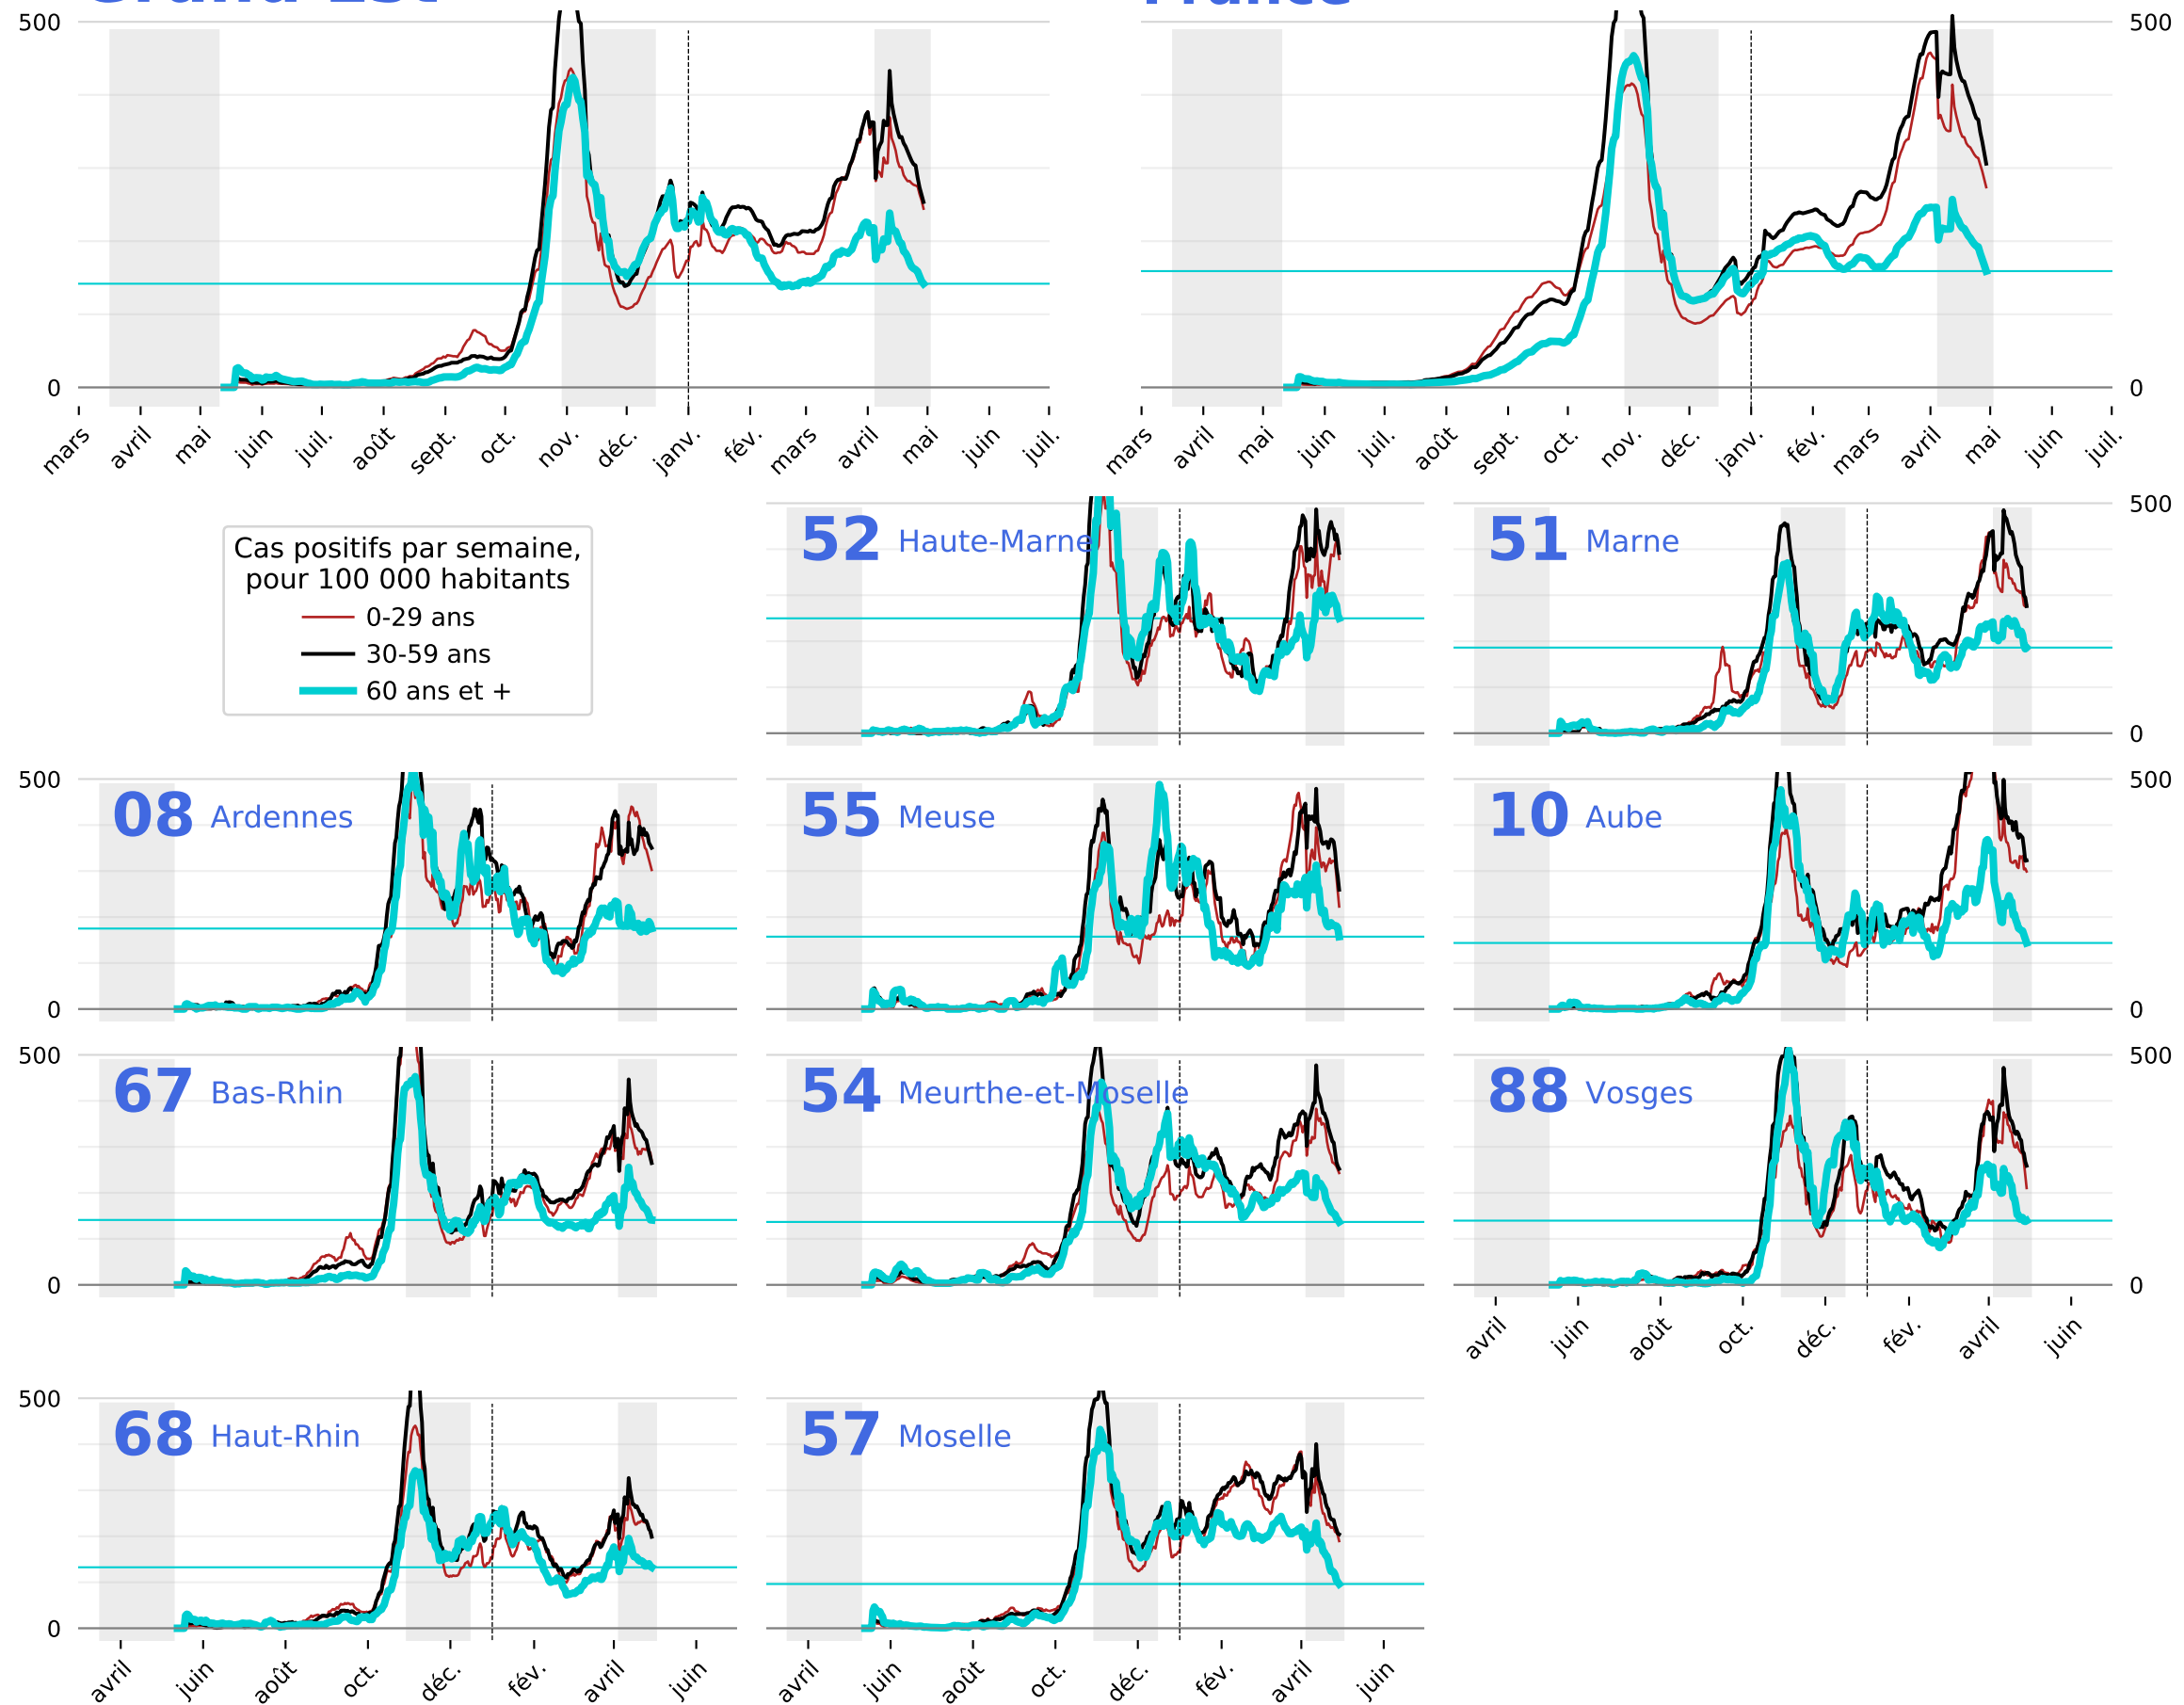 Grand-Est
France
500
500
0
0
mars avril mai juin juil. août sept. oct. nov. déc. janv. fév. mars avril mai juin juil.
mars avril mai juin juil. août sept. oct. nov. déc. janv. fév. mars avril mai juin juil.
Cas positifs par semaine,
pour 100 000 habitants
0-29 ans
30-59 ans
60 ans et +
52 Haute-Marne
51 Marne
500
0
500
08 Ardennes
55 Meuse
10 Aube
500
0
0
500
67 Bas-Rhin
54 Meurthe-et-Moselle
88 Vosges
500
0
0
avril juin août oct. déc. fév. avril juin
500
68 Haut-Rhin
57 Moselle
0
avril juin août oct. déc. fév. avril juin
avril juin août oct. déc. fév. avril juin